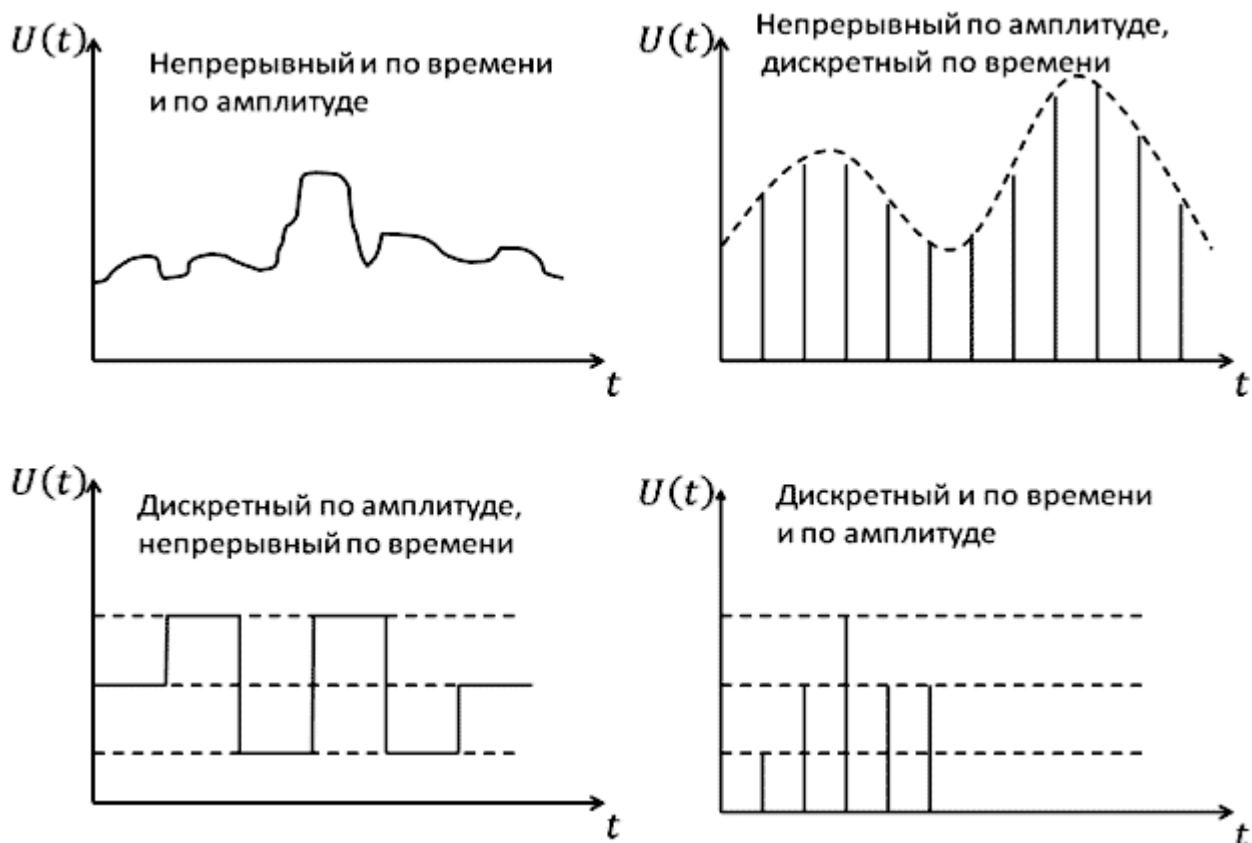 U(t)
Непрерывный и по времени
и по амплитуде
t
U(t)
Непрерывный по амплитуде,
дискретный по времени
t
U(t)
Дискретный по амплитуде,
непрерывный по времени
t
U(t)
Дискретный и по времени
и по амплитуде
t